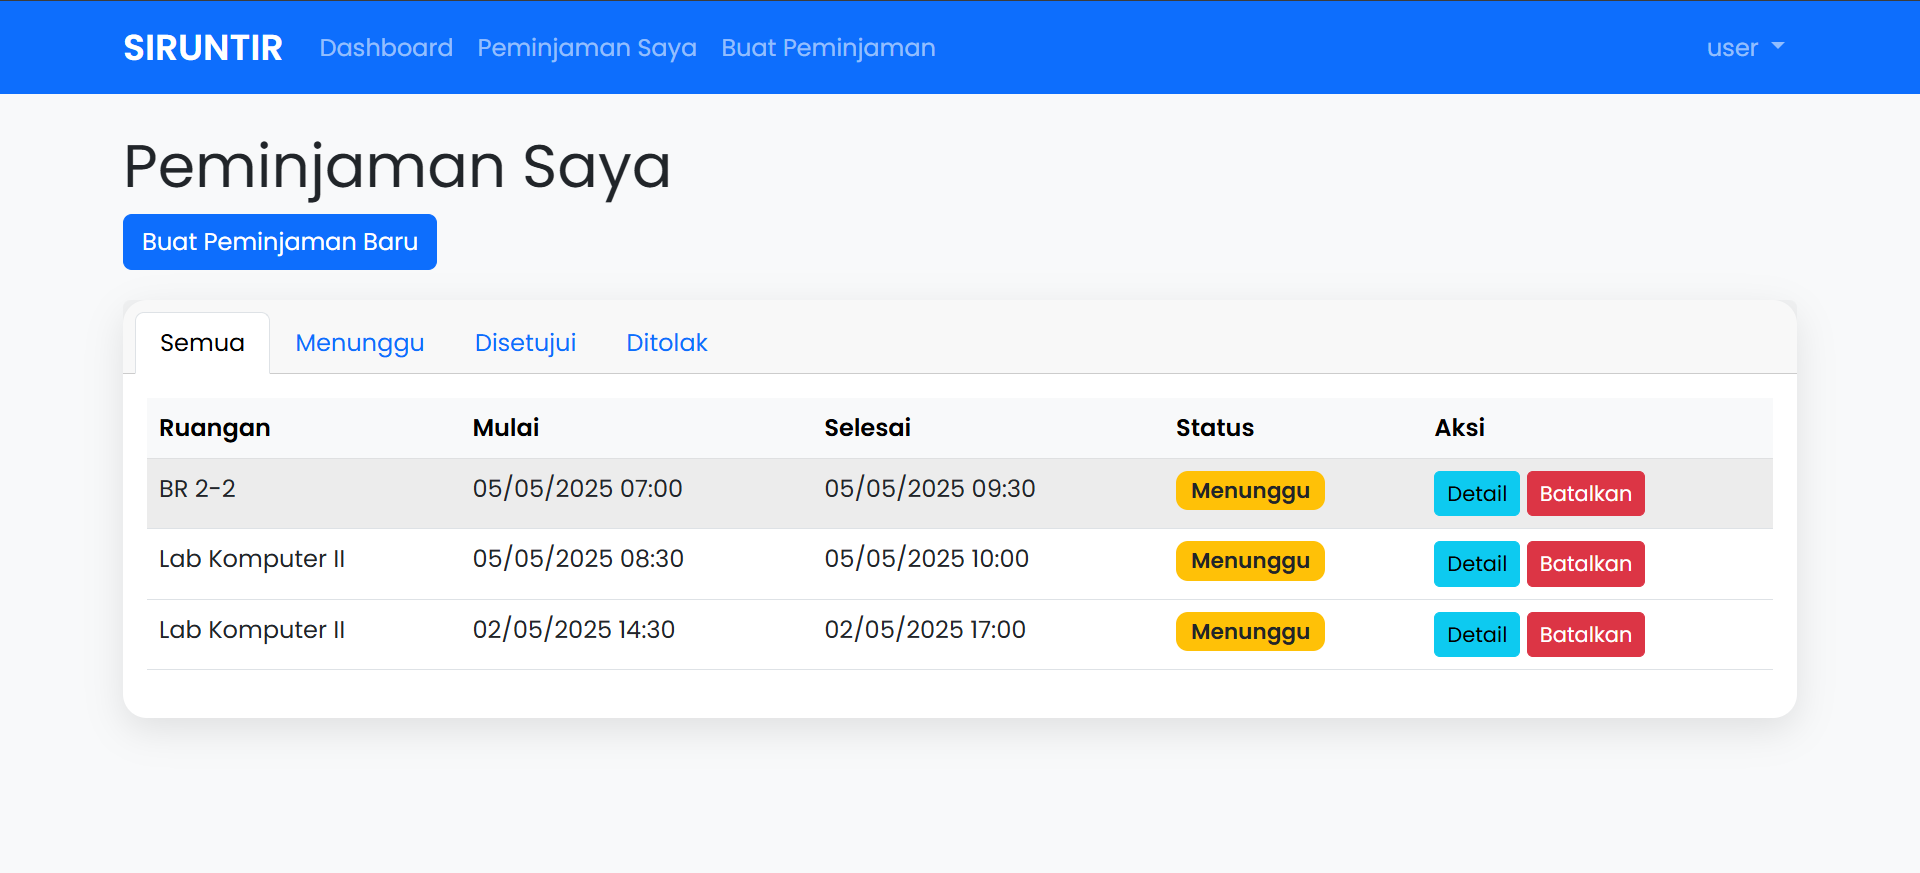 SIRUNTIR Dashboard Peminjaman Saya Buat Peminjaman user
Peminjaman Saya
Buat Peminjaman Baru
Semua Menunggu Disetujui Ditolak
Ruangan Mulai Selesai Status Aksi
BR 2-2 05/05/2025 07:00 05/05/2025 09:30 Menunggu Detail Batalkan
Lab Komputer II 05/05/2025 08:30 05/05/2025 10:00 Menunggu Detail Batalkan
Lab Komputer II 02/05/2025 14:30 02/05/2025 17:00 Menunggu Detail Batalkan